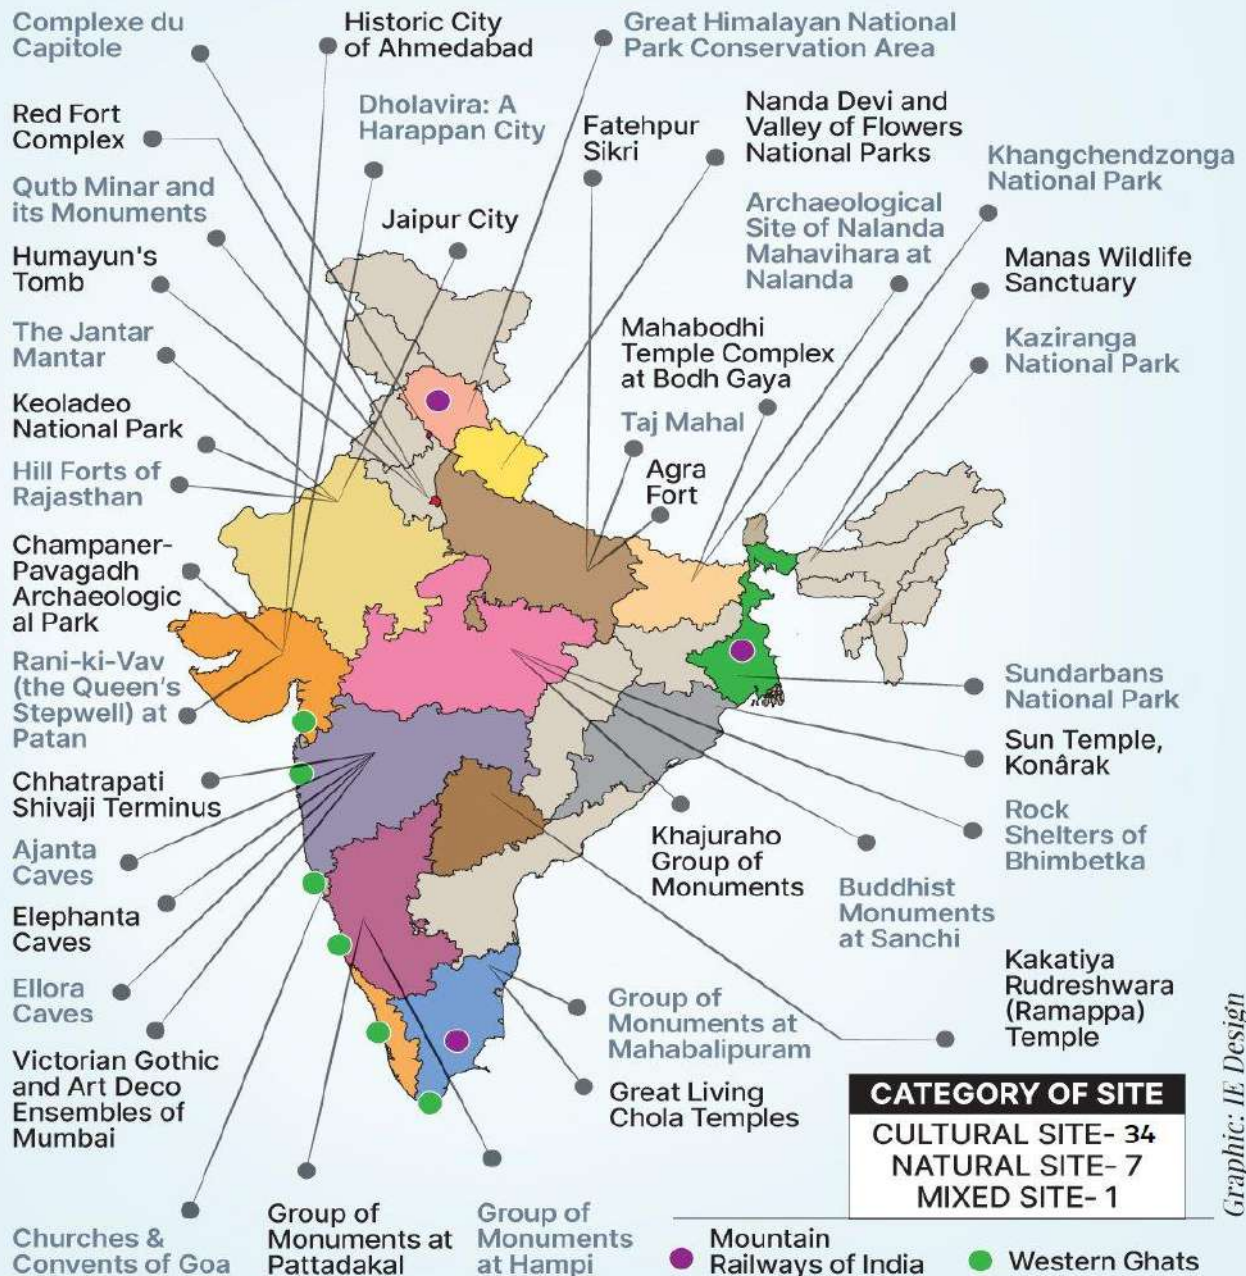 Complexe du
Capitole
Historic City
of Ahmedabad
Great Himalayan National
Park Conservation Area
Red Fort
Complex
Dholavira: A
Harappan City
Fatehpur
Sikri
Nanda Devi and
Valley of Flowers
National Parks
Khangchendzonga
National Park
Qutb Minar and
its Monuments
Jaipur City
Archaeological
Site of Nalanda
Mahavihara at
Nalanda
Humayun's
Tomb
Manas Wildlife
Sanctuary
The Jantar
Mantar
Mahabodhi
Temple Complex
at Bodh Gaya
Kaziranga
National Park
Keoladeo
National Park
Taj Mahal
Hill Forts of
Rajasthan
Agra
Fort
Champaner-
Pavagadh
Archaeologic
al Park
Rani-ki-Vav
(the Queen's
Stepwell) at
Patan
Sundarbans
National Park
Sun Temple,
Konârak
Chhatrapati
Shivaji Terminus
Rock
Shelters of
Bhimbetka
Ajanta
Caves
Khajuraho
Group of
Monuments
Buddhist
Monuments
at Sanchi
Elephanta
Caves
Kakatiya
Rudreshwara
(Ramappa)
Temple
Ellora
Caves
Group of
Monuments at
Mahabalipuram
Victorian Gothic
and Art Deco
Ensembles of
Mumbai
Great Living
Chola Temples
CATEGORY OF SITE
CULTURAL SITE- 34
NATURAL SITE- 7
MIXED SITE- 1
Graphic: IE Design
Churches &
Convents of Goa
Group of
Monuments at
Pattadakal
Group of
Monuments
at Hampi
Mountain
Railways of India
Western Ghats